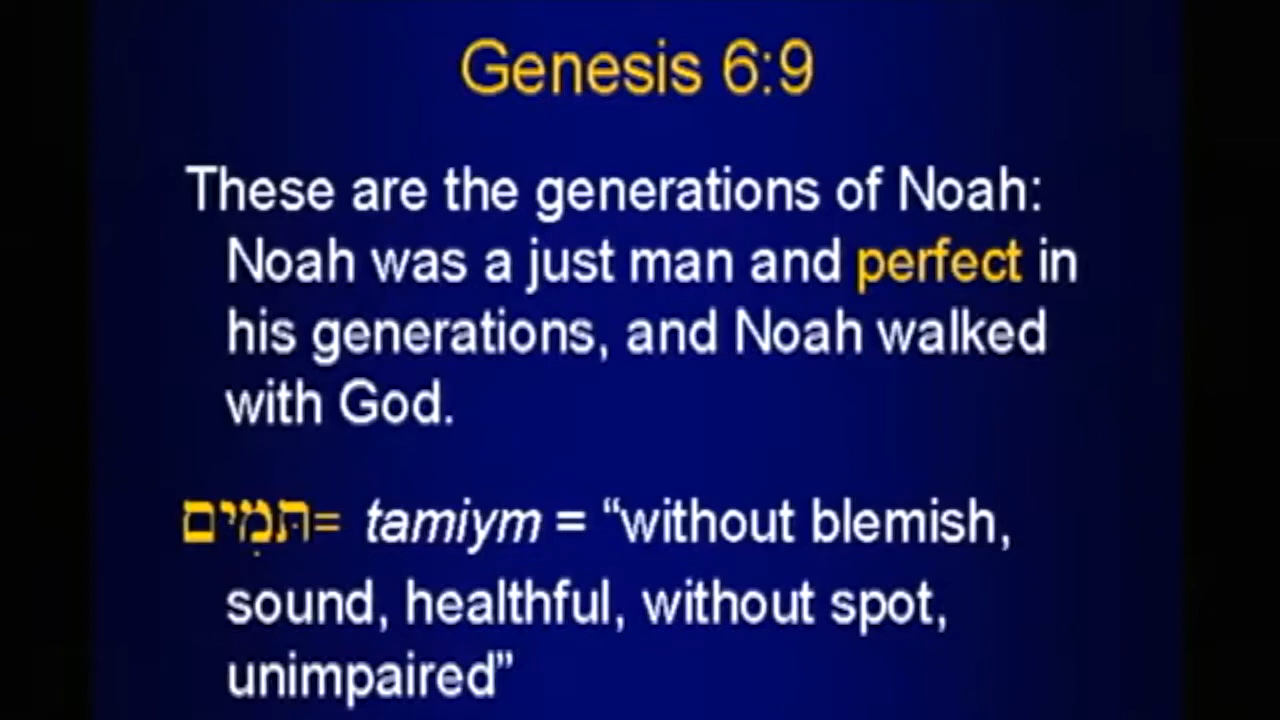 Genesis 6:9
These are the generations of Noah:
Noah was a just man and perfect in
his generations, and Noah walked
with God.
תּמִים= tamiym = “without blemish,
sound, healthful, without spot,
unimpaired”